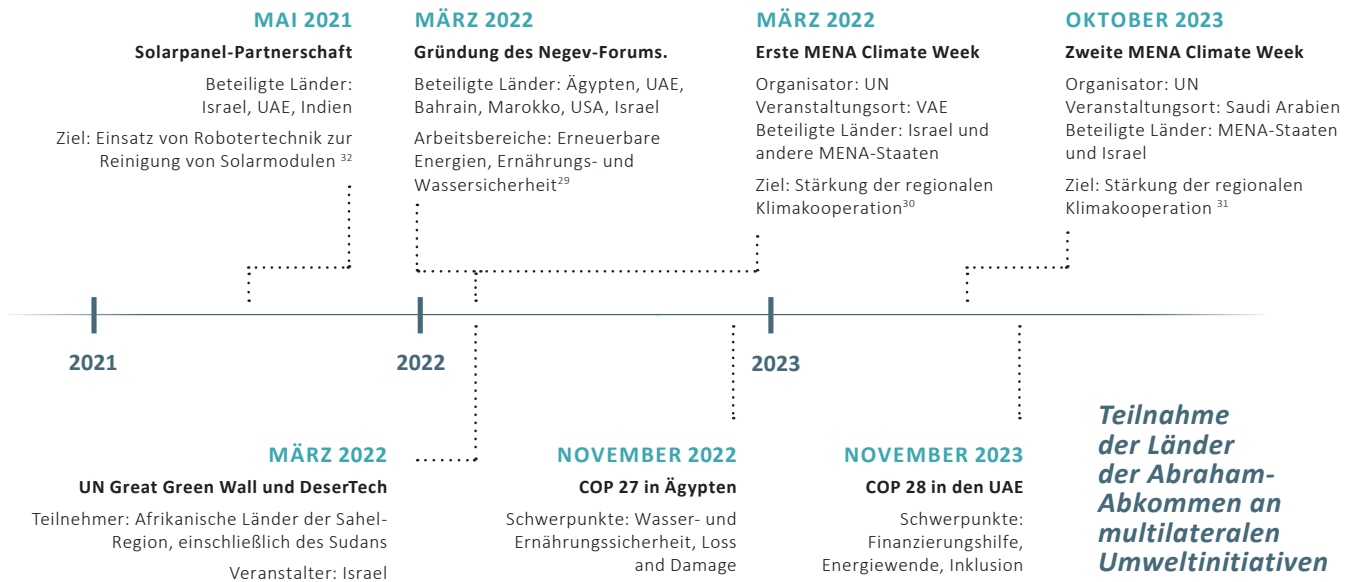 MAI 2021
Solarpanel-Partnerschaft
Beteiligte Länder:
Israel, UAE, Indien
Ziel: Einsatz von Robotertechnik zur
Reinigung von Solarmodulen 32
MÄRZ 2022
Gründung des Negev-Forums.
Beteiligte Länder: Ägypten, UAE,
Bahrain, Marokko, USA, Israel
Arbeitsbereiche: Erneuerbare
Energien, Ernährungs- und
Wassersicherheit29
MÄRZ 2022
Erste MENA Climate Week
Organisator: UN
Veranstaltungsort: VAE
Beteiligte Länder: Israel und
andere MENA-Staaten
Ziel: Stärkung der regionalen
Klimakooperation30
OKTOBER 2023
Zweite MENA Climate Week
Organisator: UN
Veranstaltungsort: Saudi Arabien
Beteiligte Länder: MENA-Staaten
und Israel
Ziel: Stärkung der regionalen
Klimakooperation 31
2021
2022
2023
MÄRZ 2022
UN Great Green Wall und DeserTech
Teilnehmer: Afrikanische Länder der Sahel-
Region, einschließlich des Sudans
Veranstalter: Israel
NOVEMBER 2022
COP 27 in Ägypten
Schwerpunkte: Wasser- und
Ernährungssicherheit, Loss
and Damage
NOVEMBER 2023
COP 28 in den UAE
Schwerpunkte:
Finanzierungshilfe,
Energiewende, Inklusion
Teilnahme
der Länder
der Abraham-
Abkommen an
multilateralen
Umweltinitiativen